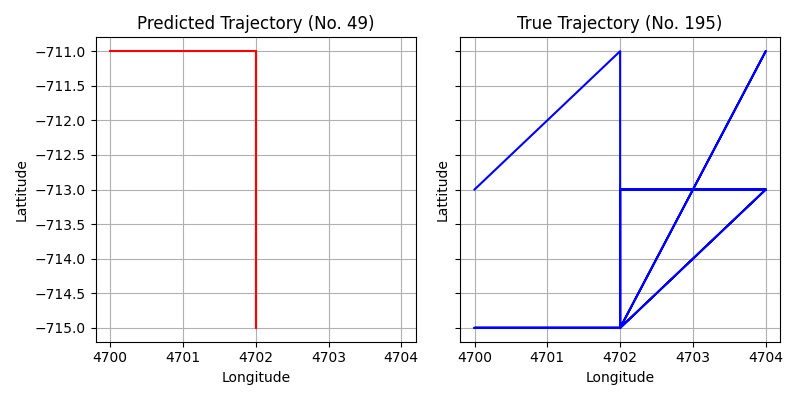 Predicted Trajectory (No. 49)
True Trajectory (No. 195)
−711.0
−711.5
−712.0
−712.5
−713.0
−713.5
−714.0
−714.5
−715.0
Lattitude
Lattitude
4700 4701 4702 4703 4704
4700 4701 4702 4703 4704
Longitude
Longitude